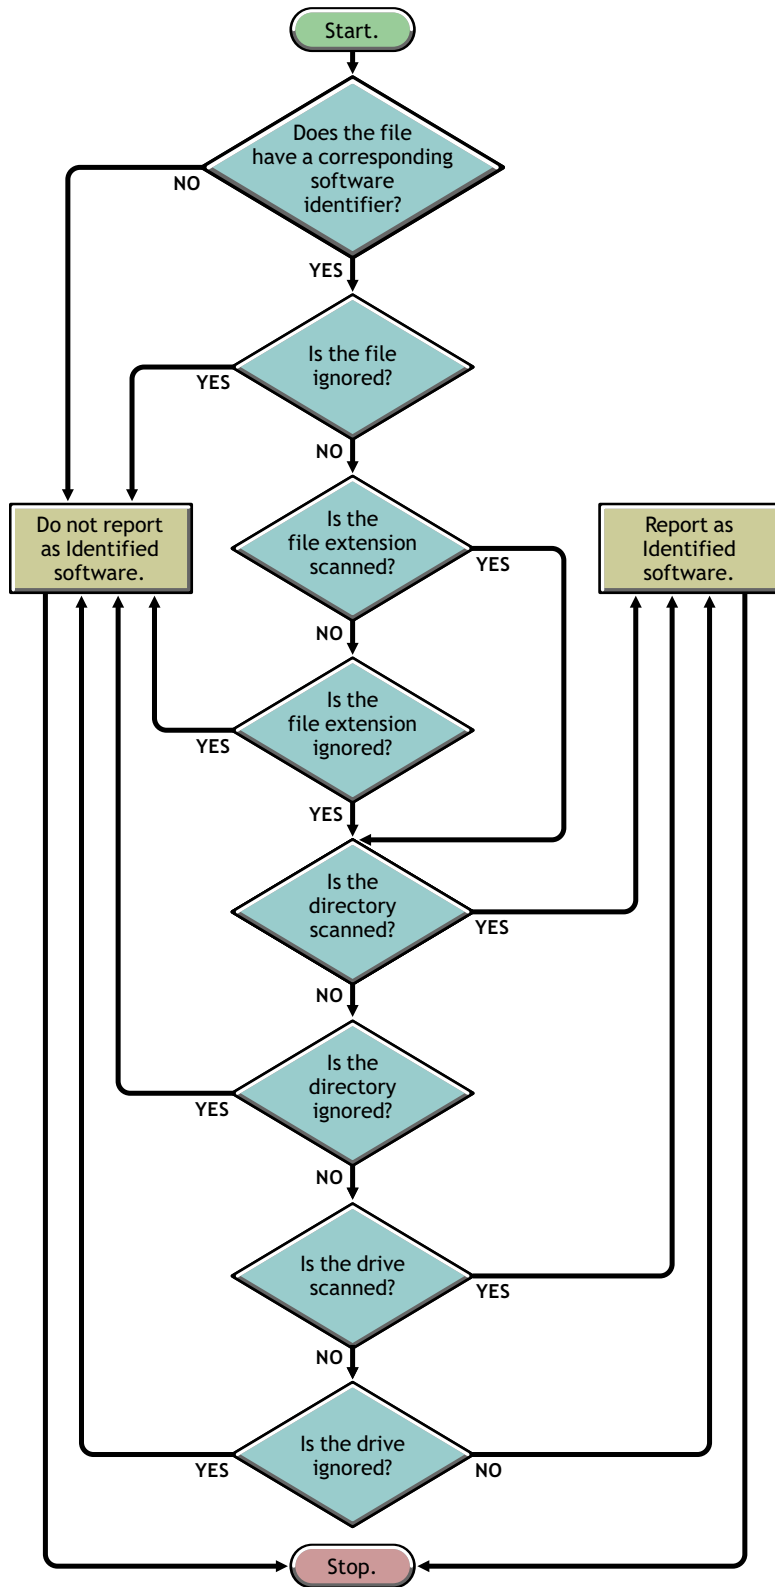 Start.
Does the file
have a corresponding
software
identifier?
NO
YES
Is the file
ignored?
YES
NO
Do not report
as Identified
software.
Is the
file extension
scanned?
YES
Report as
Identified
software.
NO
Is the
file extension
ignored?
YES
YES
Is the
directory
scanned?
YES
NO
Is the
directory
ignored?
YES
NO
Is the drive
scanned?
YES
NO
Is the drive
ignored?
YES
NO
Stop.